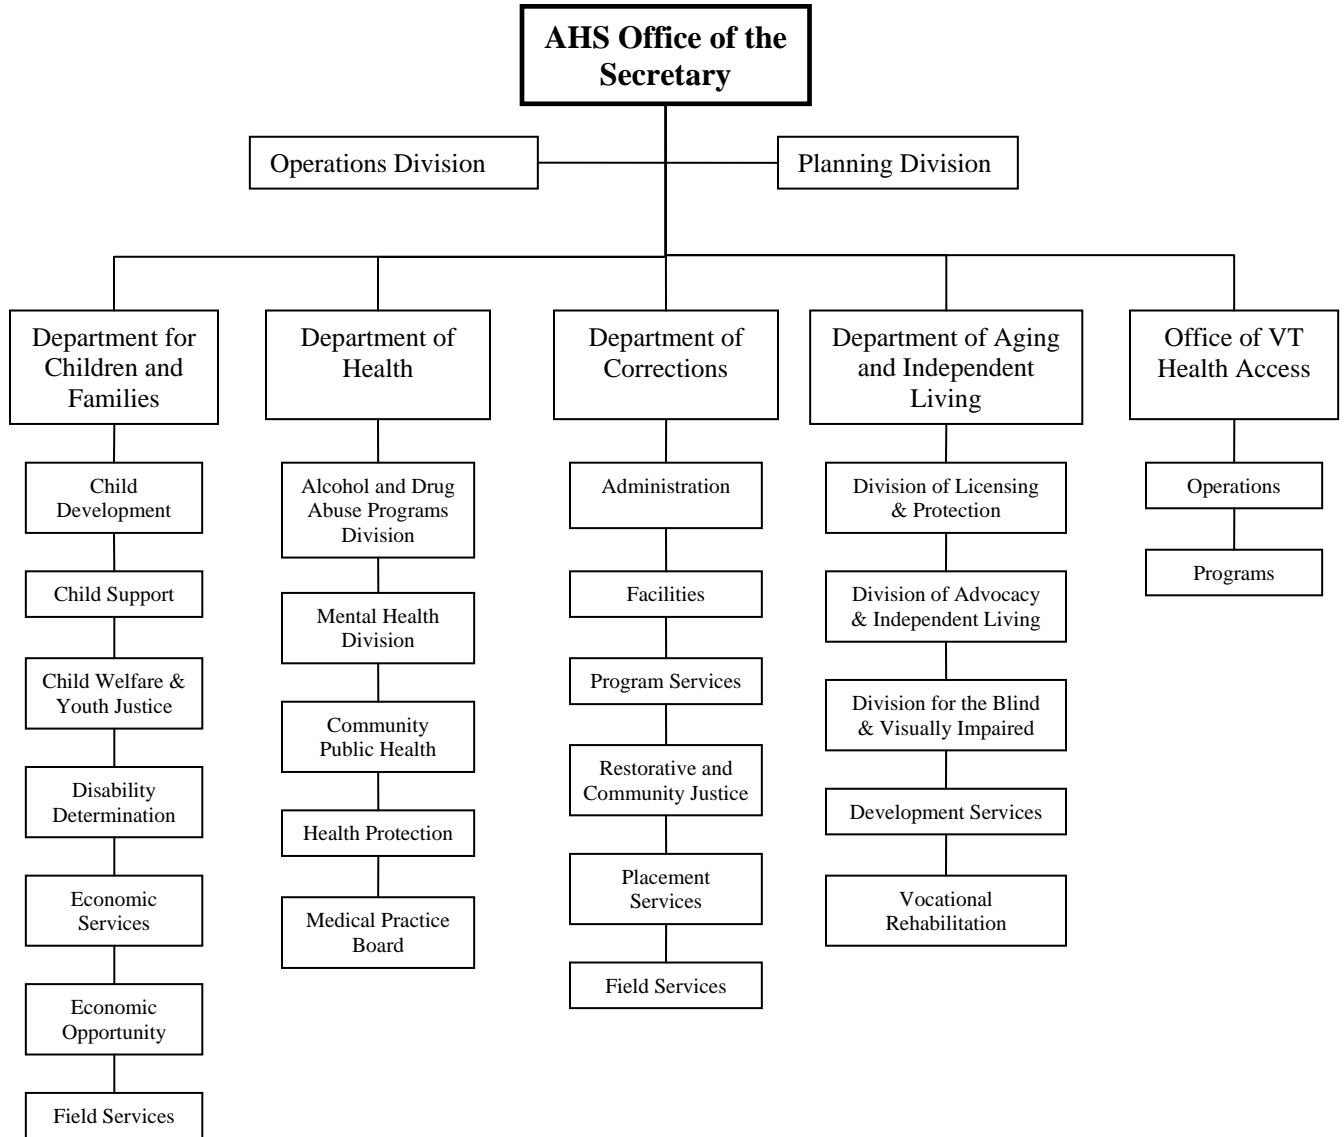 AHS Office of the
Secretary
Operations Division
Planning Division
Department for
Children and
Families
Department of
Health
Department of
Corrections
Department of Aging
and Independent
Living
Office of VT
Health Access
Child
Development
Child Support
Child Welfare &
Youth Justice
Disability
Determination
Economic
Services
Economic
Opportunity
Field Services
Alcohol and Drug
Abuse Programs
Division
Mental Health
Division
Community
Public Health
Health Protection
Medical Practice
Board
Administration
Facilities
Program Services
Restorative and
Community Justice
Placement
Services
Field Services
Division of Licensing
& Protection
Division of Advocacy
& Independent Living
Division for the Blind
& Visually Impaired
Development Services
Vocational
Rehabilitation
Operations
Programs